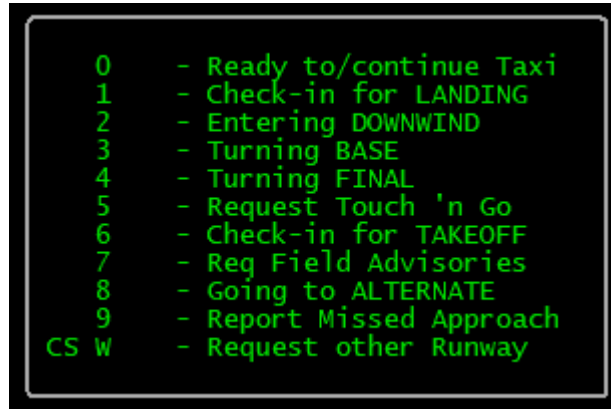 0 - Ready to/continue Taxi
1 - Check-in for LANDING
2 - Entering DOWNWIND
3 - Turning BASE
4 - Turning FINAL
5 - Request Touch 'n Go
6 - Check-in for TAKEOFF
7 - Req Field Advisories
8 - Going to ALTERNATE
9 - Report Missed Approach
CS W - Request other Runway